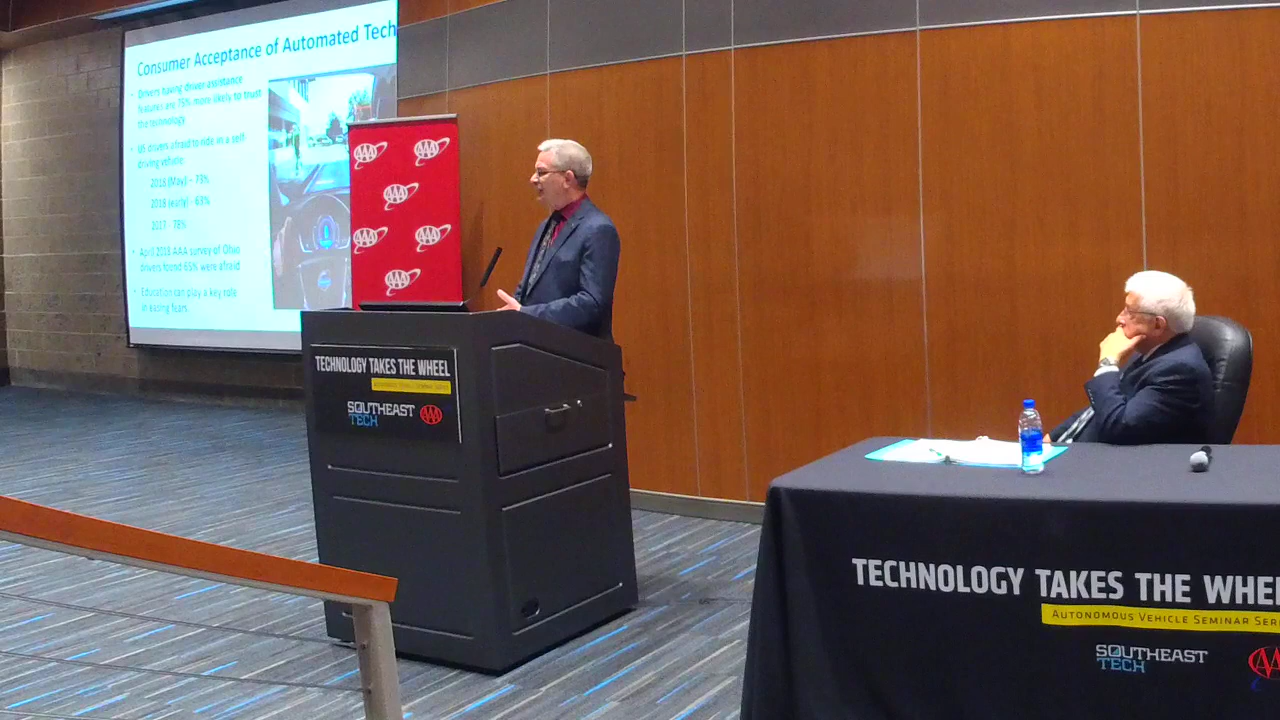 Consumer Acceptance of Automated Tech
• Drivers having driver assistance
features are 75% more likely to trust
the technology
• US drivers afraid to ride in a self
driving vehicle
2018 (May) - 73%
2018 (early) - 63%
2017 - 78%
• April 2018 AAA survey of Ohio
drivers found 65% were afraid
• Education can play a key role
in easing fears
AAA
AAA
AAA
AAA
AAA
AAA
TECHNOLOGY TAKES THE WHEEL
SOUTHEAST
TECH
AAA
TECHNOLOGY TAKES THE WHEE
AUTONOMOUS VEHICLE SEMINAR SER
SOUTHEAST
TECH
AA